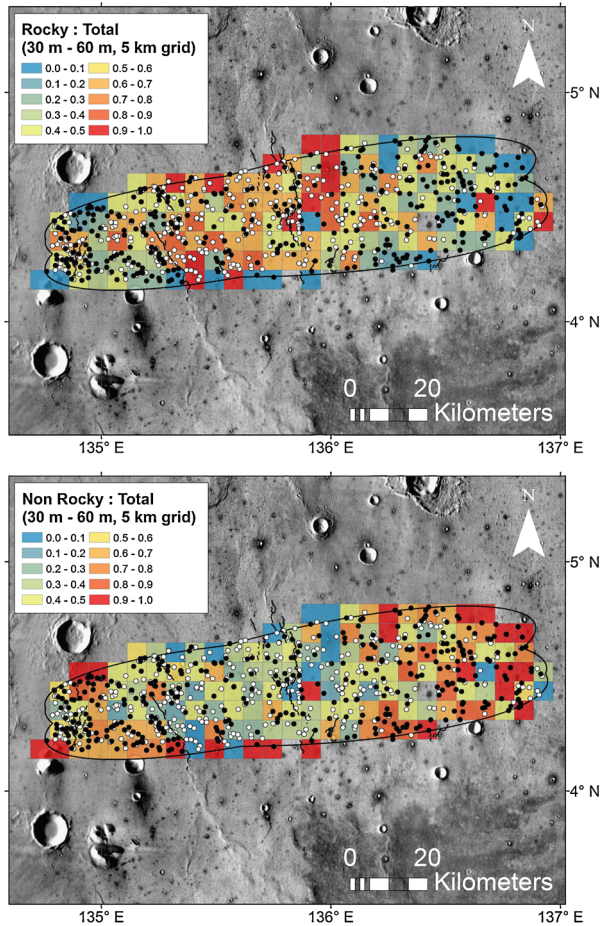 Rocky : Total
(30 m - 60 m, 5 km grid)
0.0 - 0.1 0.5 - 0.6
0.1 - 0.2 0.6 - 0.7
0.2 - 0.3 0.7 - 0.8
0.3 - 0.4 0.8 - 0.9
0.4 - 0.5 0.9 - 1.0
N
5° N
4° N
0 20
Kilometers
135° E 136° E 137° E
Non Rocky : Total
(30 m - 60 m, 5 km grid)
0.0 - 0.1 0.5 - 0.6
0.1 - 0.2 0.6 - 0.7
0.2 - 0.3 0.7 - 0.8
0.3 - 0.4 0.8 - 0.9
0.4 - 0.5 0.9 - 1.0
N
5° N
4° N
0 20
Kilometers
135° E 136° E 137° E